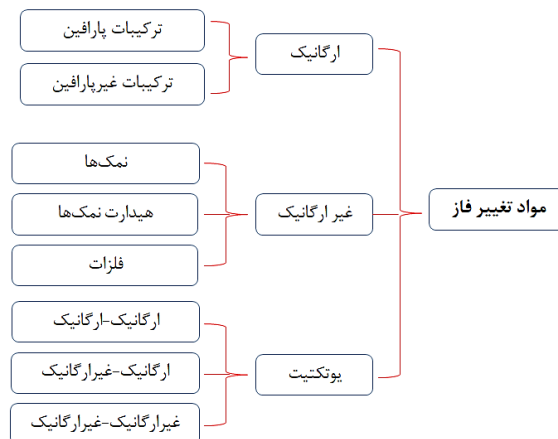 مواد تغییر فاز
ارگانیک
ترکیبات پارافین
ترکیبات غیرپارافین
غیر ارگانیک
نمک‌ها
هیدارت نمک‌ها
فلزات
یوتکتیت
ارگانیک-ارگانیک
ارگانیک-غیرارگانیک
غیرارگانیک-غیرارگانیک